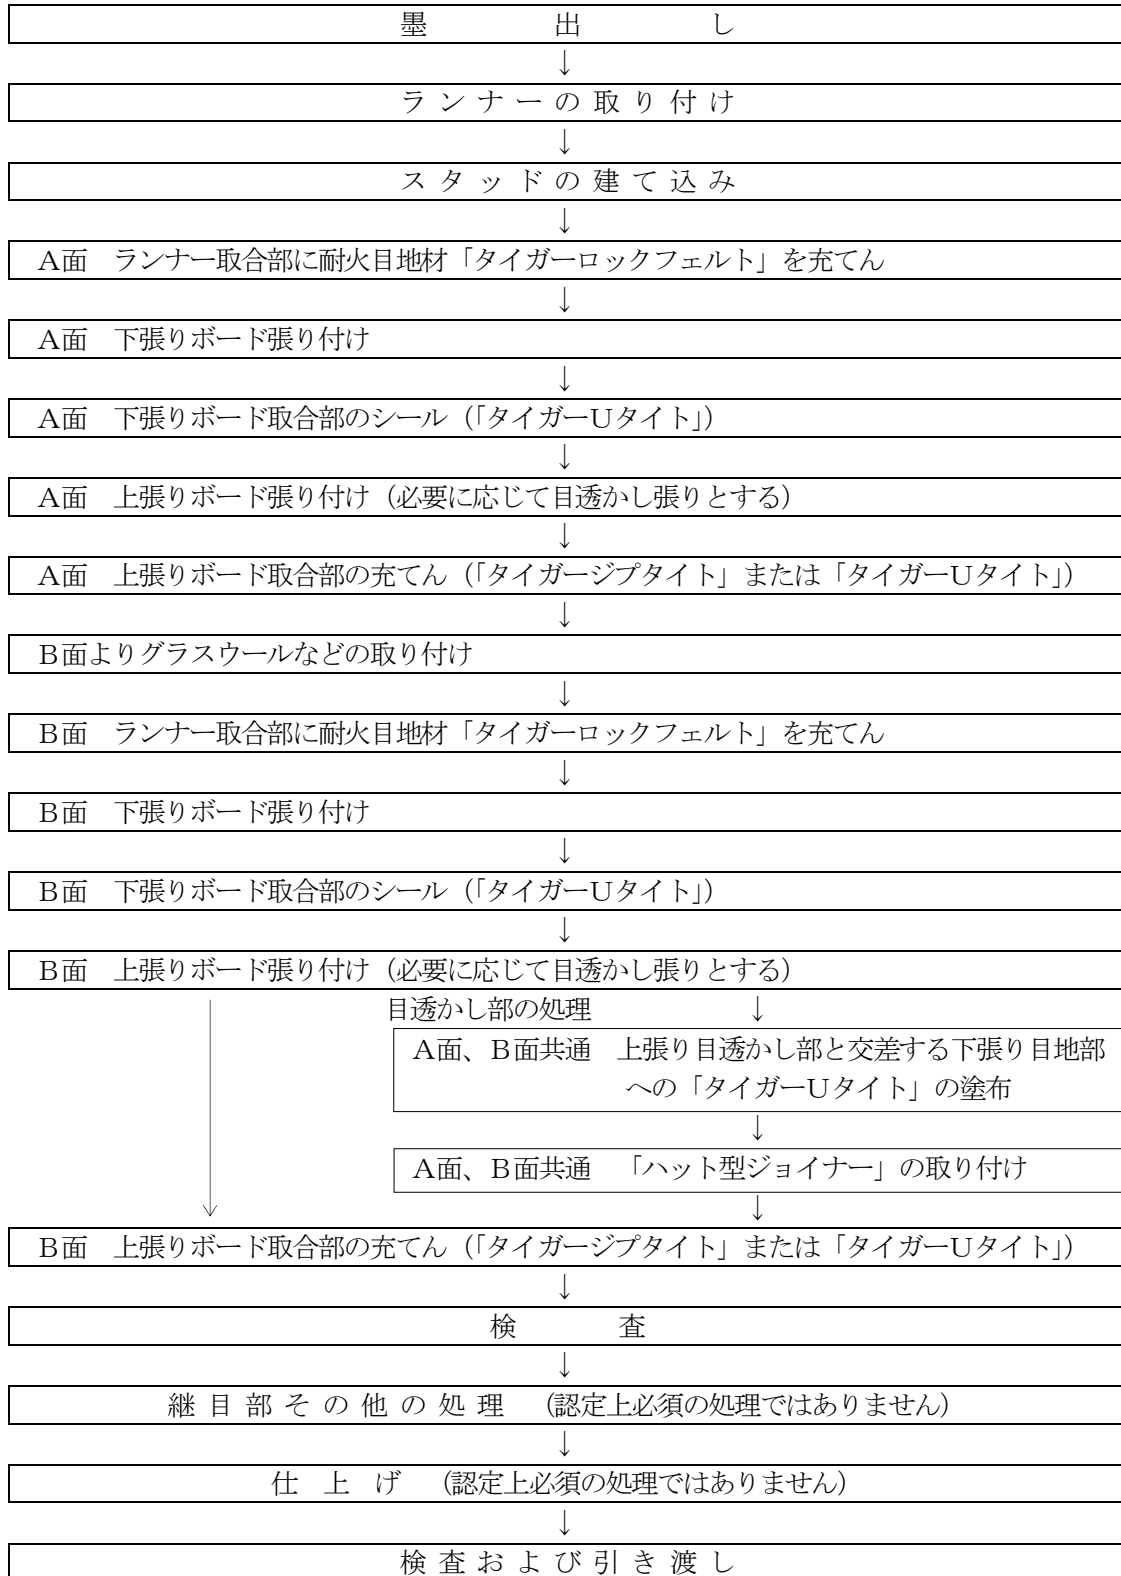 墨出し
↓
ランナーの取り付け
↓
スタッドの建て込み
↓
A面 ランナー取合部に耐火目地材「タイガーロックフェルト」を充てん
↓
A面 下張りボード張り付け
↓
A面 下張りボード取合部のシール(「タイガーUタイト」)
↓
A面 上張りボード張り付け(必要に応じて目透かし張りとする)
↓
A面 上張りボード取合部の充てん(「タイガージプタイト」または「タイガーUタイト」)
↓
B面よりグラスウールなどの取り付け
↓
B面 ランナー取合部に耐火目地材「タイガーロックフェルト」を充てん
↓
B面 下張りボード張り付け
↓
B面 下張りボード取合部のシール(「タイガーUタイト」)
↓
B面 上張りボード張り付け(必要に応じて目透かし張りとする)
目透かし部の処理 ↓
A面、B面共通 上張り目透かし部と交差する下張り目地部
への「タイガーUタイト」の塗布
↓
A面、B面共通 「ハット型ジョイナー」の取り付け
↓
B面 上張りボード取合部の充てん(「タイガージプタイト」または「タイガーUタイト」)
↓
検査
↓
継目部その他の処理 (認定上必須の処理ではありません)
↓
仕上げ (認定上必須の処理ではありません)
↓
検査および引き渡し